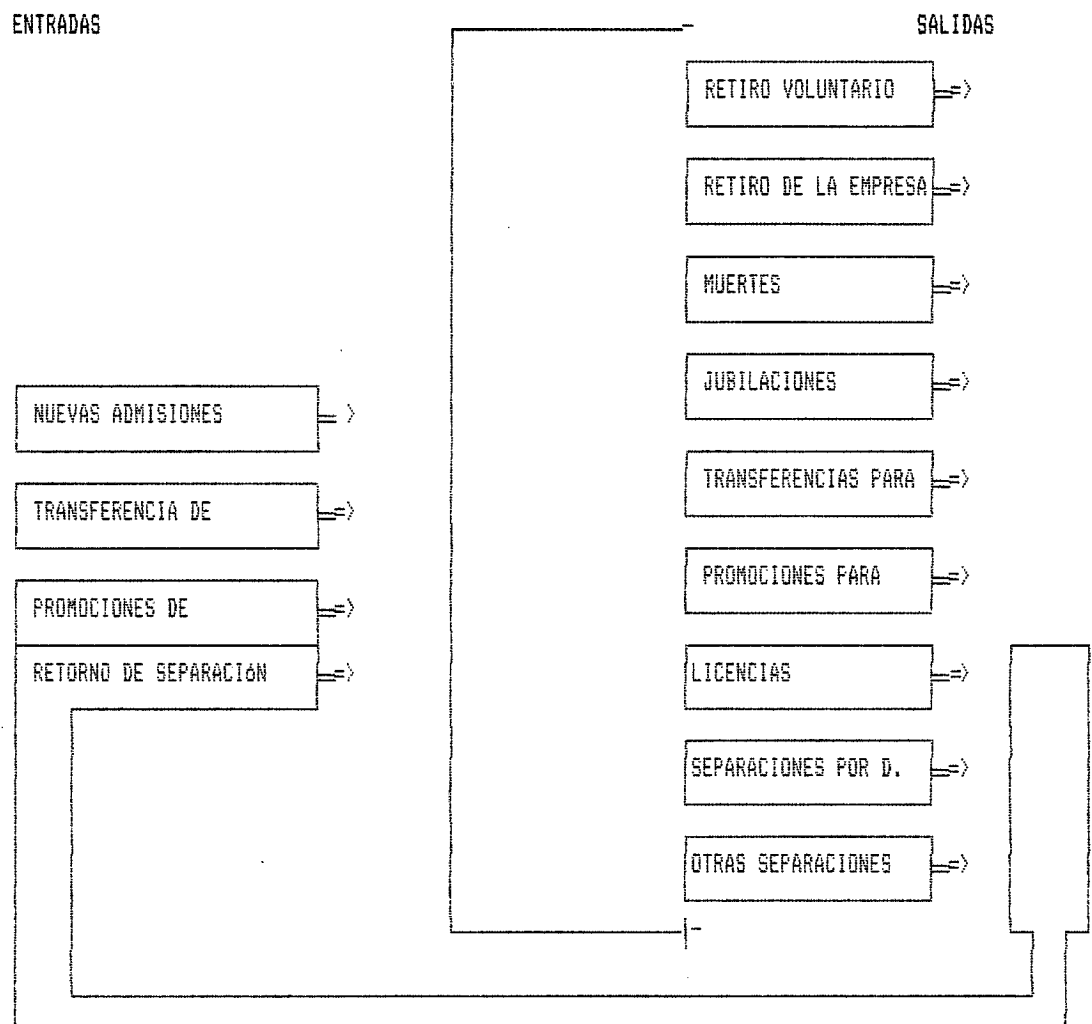 ENTRADAS
SALIDAS
RETIRO VOLUNTARIO ==>
RETIRO DE LA EMPRESA ==>
MUERTES ==>
JUBILACIONES ==>
NUEVAS ADMISIONES == >
TRANSFERENCIAS PARA ==>
TRANSFERENCIA DE ==>
PROMOCIONES PARA ==>
PROMOCIONES DE ==>
RETORNO DE SEPARACIóN ==>
LICENCIAS ==>
SEPARACIONES POR D. ==>
OTRAS SEPARACIONES ==>